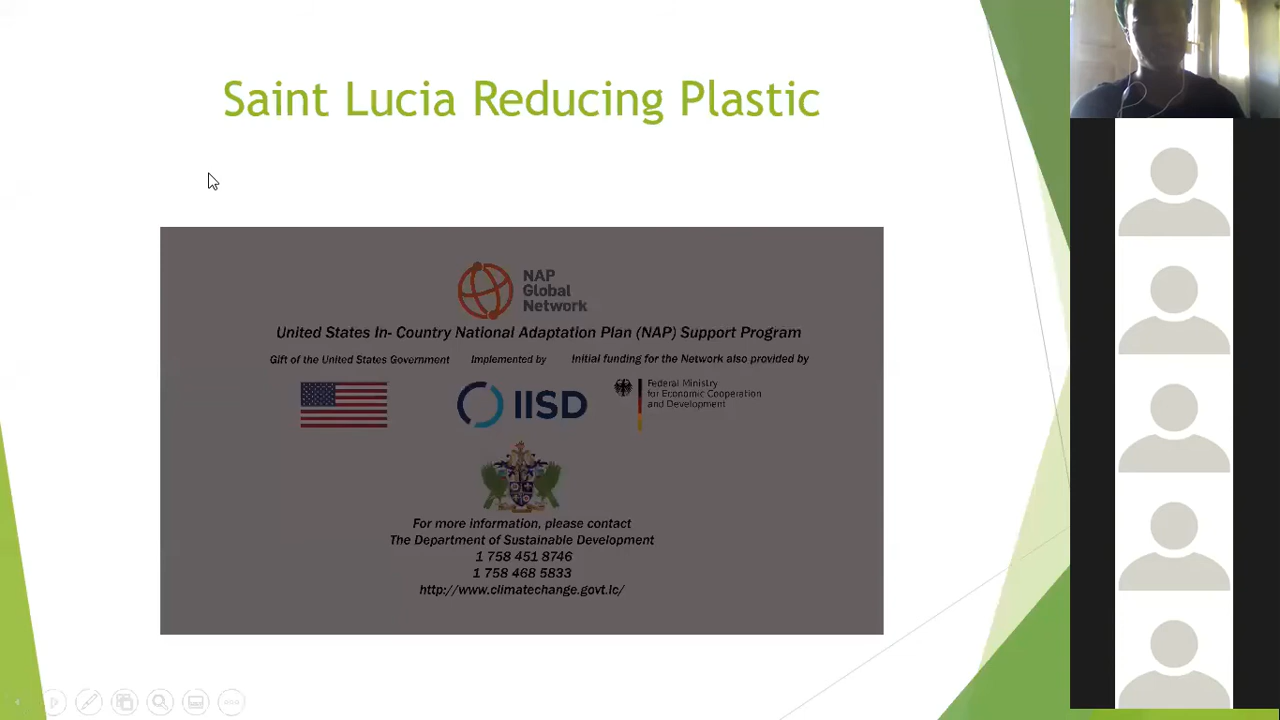 Saint Lucia Reducing Plastic
NAP
Global
Network
United States In- Country National Adaptation Plan (NAP) Support Program
Gift of the United States Government Implemented by Initial funding for the Network also provided by
IISD
Federal Ministry
for Economic Cooperation
and Development
For more information, please contact
The Department of Sustainable Development
1 758 451 8746
1 758 468 5833
http://www.climatechange.govt.lc/